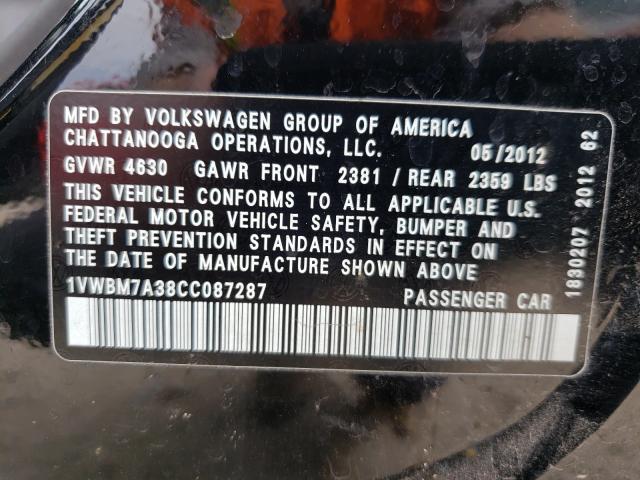 MFD BY VOLKSWAGEN GROUP OF AMERICA
CHATTANOOGA OPERATIONS, LLC. 05/2012
GVWR 4630 GAWR FRONT 2381 / REAR 2359 LBS
THIS VEHICLE CONFORMS TO ALL APPLICABLE U.S.
FEDERAL MOTOR VEHICLE SAFETY, BUMPER AND
THEFT PREVENTION STANDARDS IN EFFECT ON
THE DATE OF MANUFACTURE SHOWN ABOVE
1VWBM7A38CC087287 PASSENGER CAR
1830207 2012 62